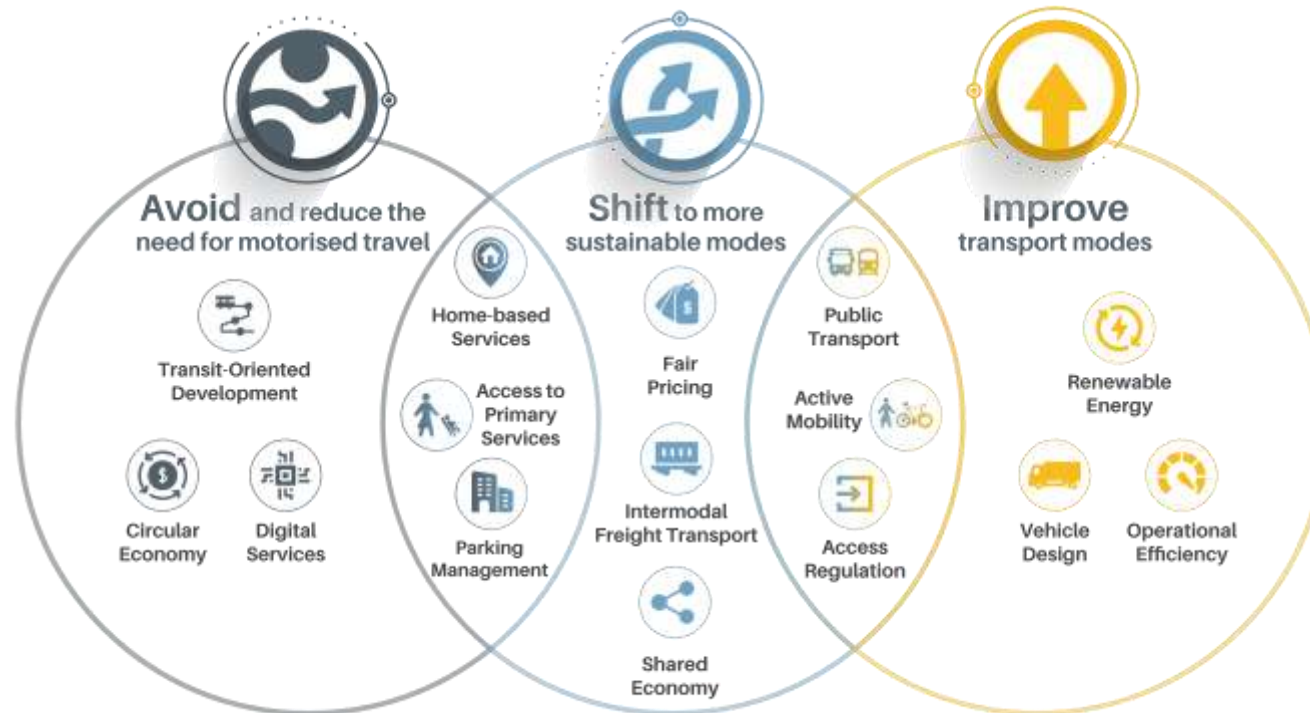 Avoid and reduce the
need for motorised travel
Transit-Oriented
Development
Circular
Economy
Digital
Services
Home-based
Services
Access to
Primary
Services
Parking
Management
Shift to more
sustainable modes
Fair
Pricing
Intermodal
Freight Transport
Shared
Economy
Public
Transport
Active
Mobility
Access
Regulation
Improve
transport modes
Renewable
Energy
Vehicle
Design
Operational
Efficiency